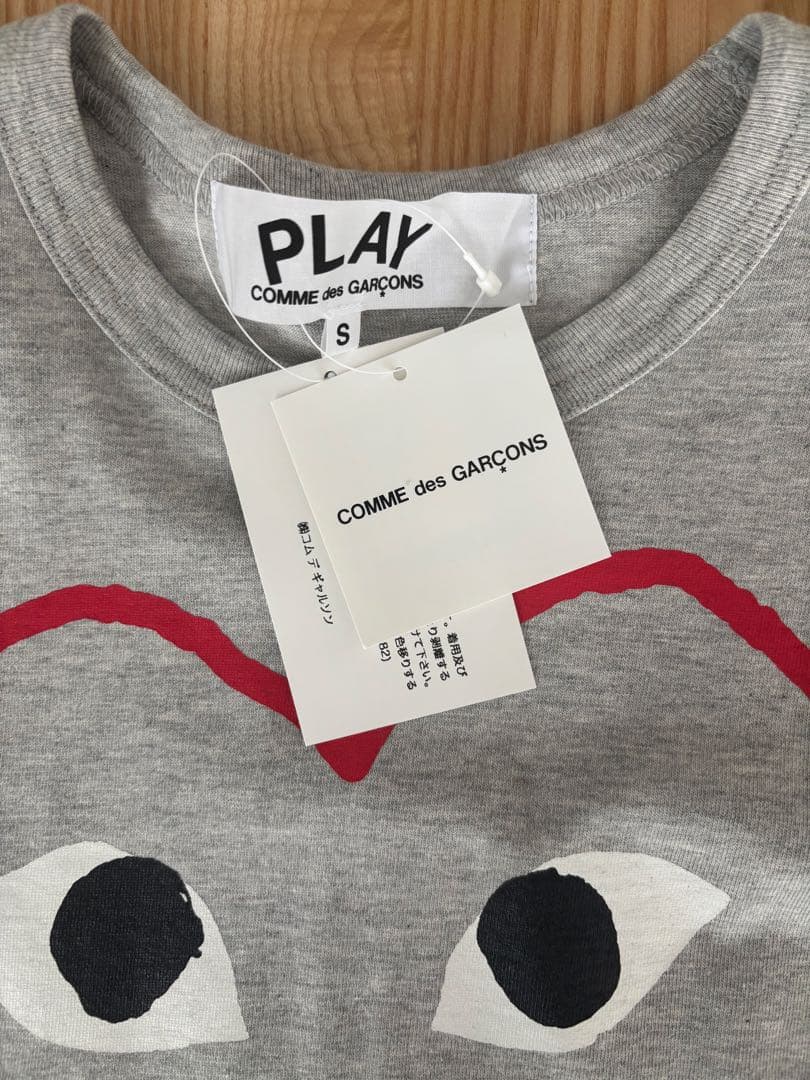 PLAY
COMME des GARÇONS
S
COMME des GARÇONS
㈱コム デ ギャルソン
。着用及び
り剥離する
けて下さい。
色移りする
82)